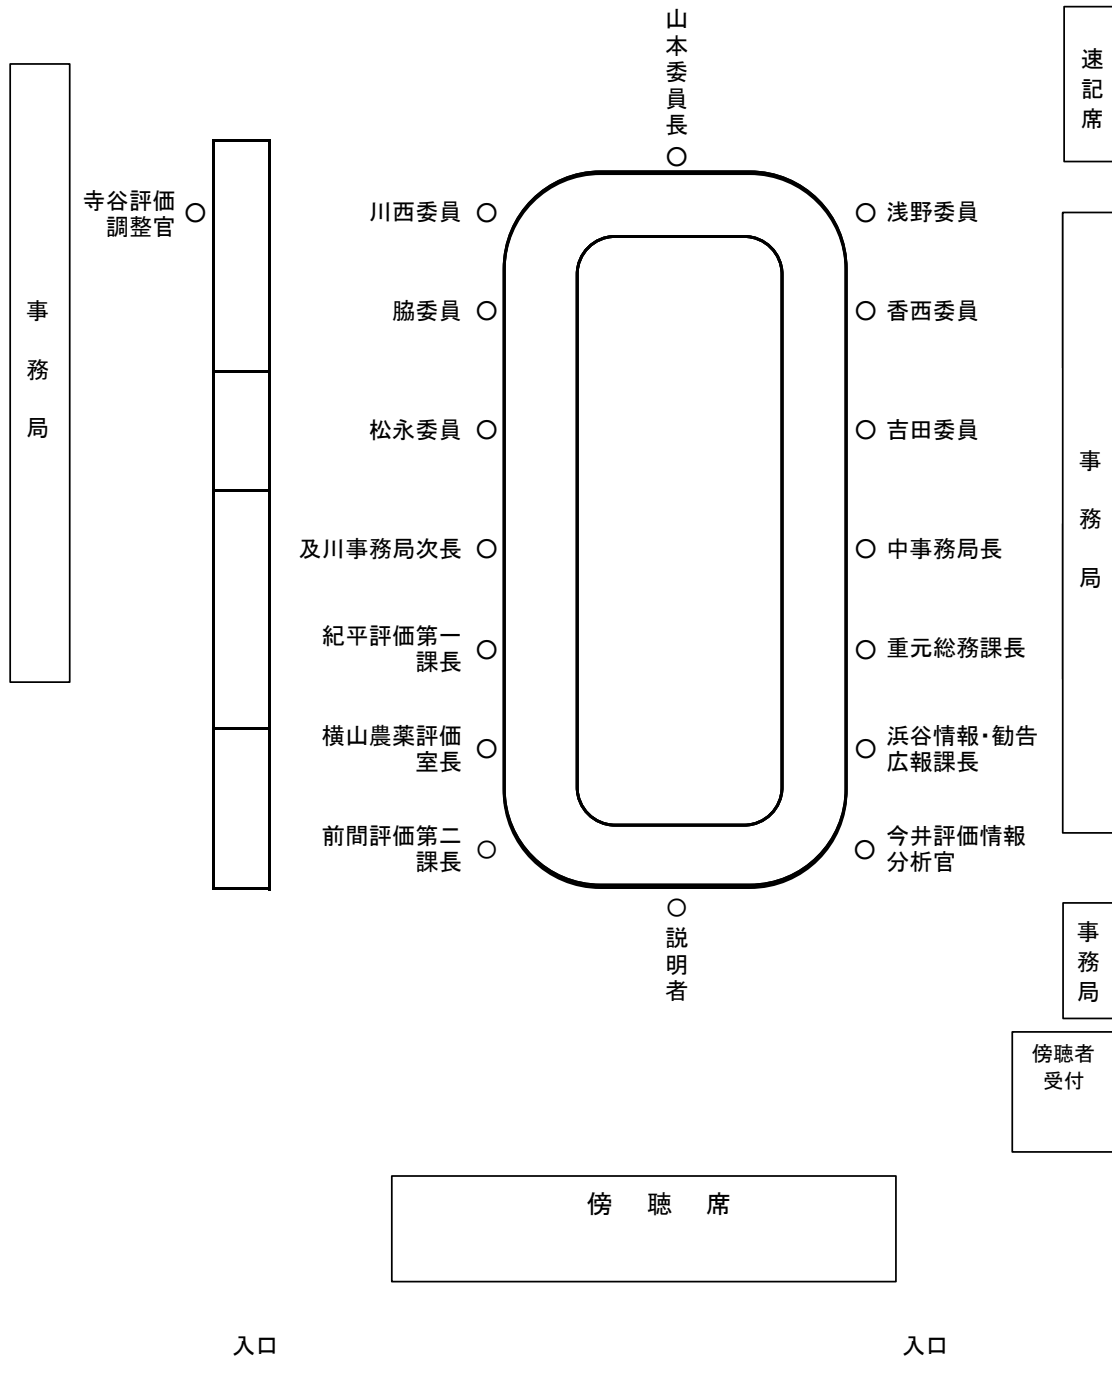 山本委員長
速記席
事務局
寺谷評価
調整官
川西委員
浅野委員
脇委員
香西委員
松永委員
吉田委員
事務局
及川事務局次長
中事務局長
紀平評価第一
課長
重元総務課長
横山農薬評価
室長
浜谷情報・勧告
広報課長
前間評価第二
課長
今井評価情報
分析官
説明者
事務局
傍聴者
受付
傍聴席
入口
入口